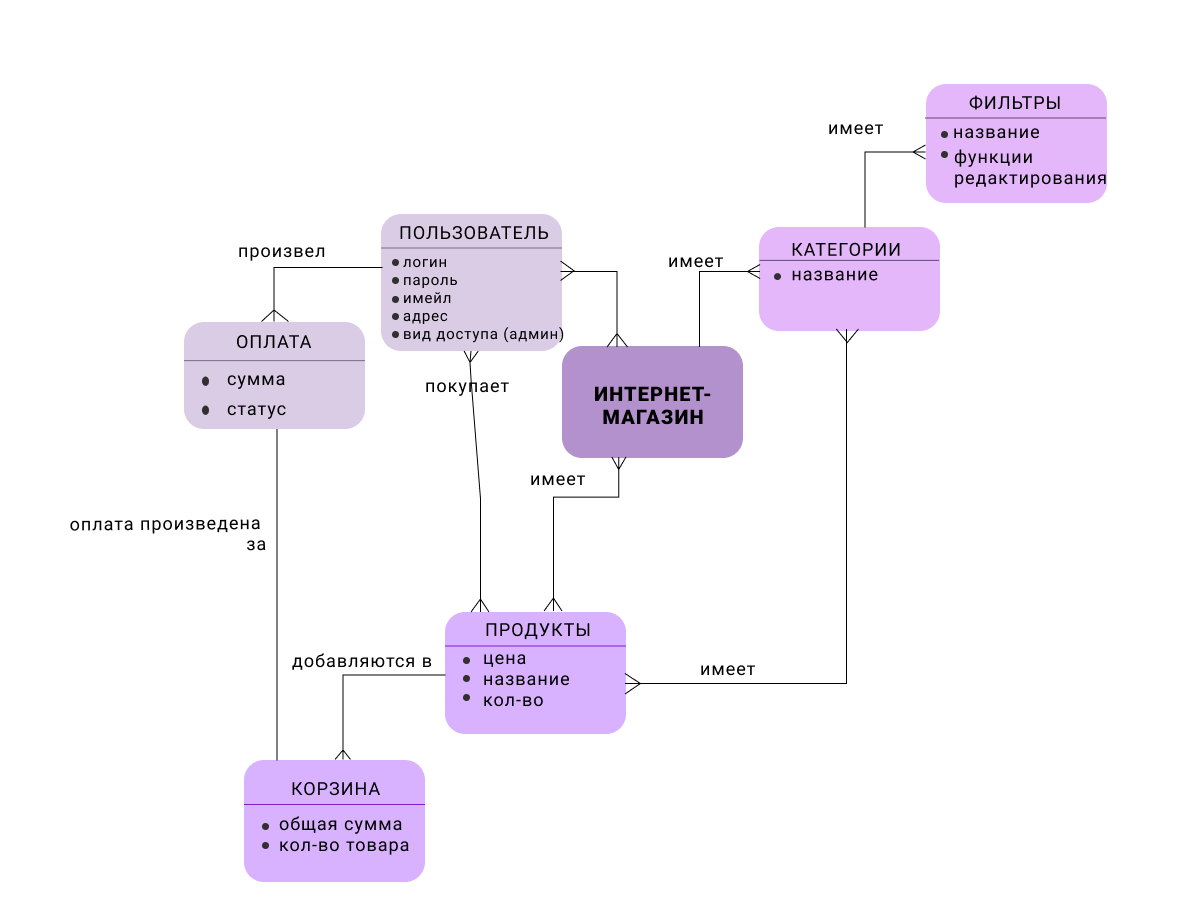 ФИЛЬТРЫ
название
функции
редактирования
имеет
ПОЛЬЗОВАТЕЛЬ
логин
пароль
имейл
адрес
вид доступа (админ)
произвел
имеет
КАТЕГОРИИ
название
ОПЛАТА
сумма
статус
покупает
ИНТЕРНЕТ-
МАГАЗИН
имеет
оплата произведена
за
ПРОДУКТЫ
цена
название
кол-во
добавляются в
имеет
КОРЗИНА
общая сумма
кол-во товара